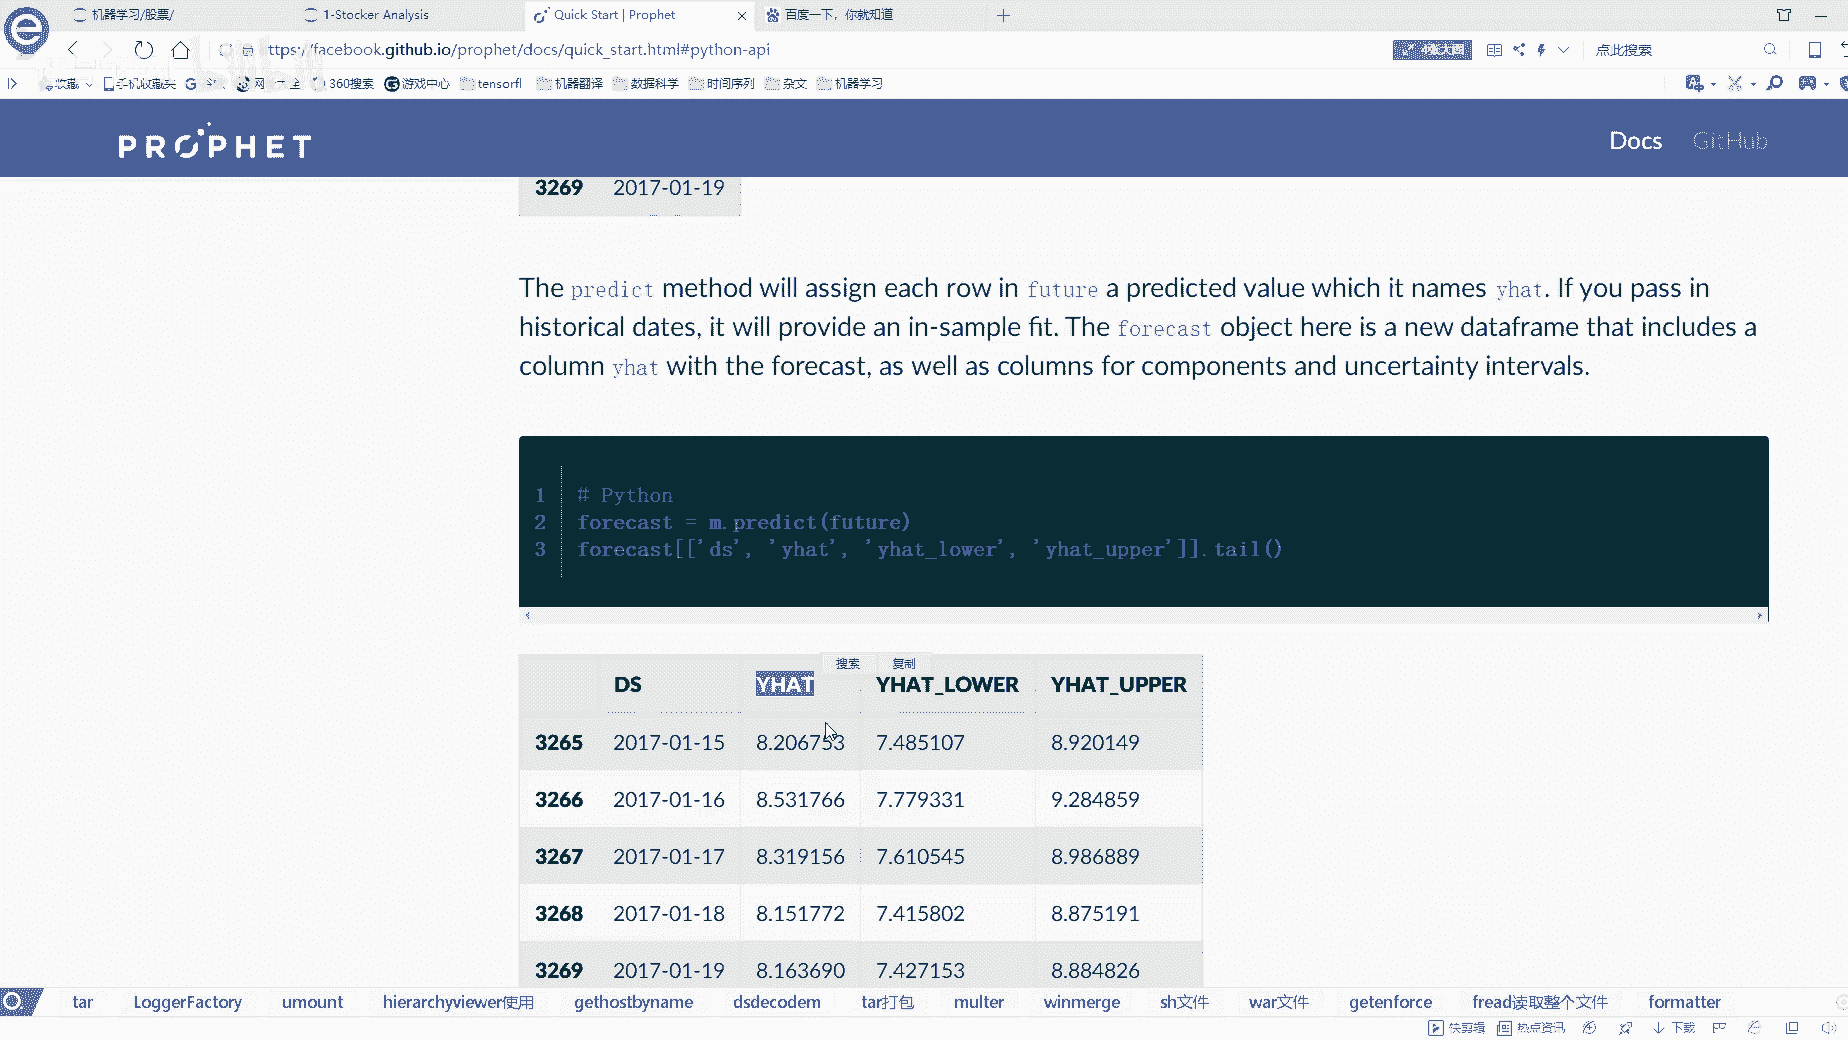 机器学习/股票/ 1-Stocker Analysis Quick Start | Prophet 百度一下，你就知道
ttps://facebook.github.io/prophet/docs/quick_start.html#python-api 点此搜索
收藏 手机收藏夹 360搜索 游戏中心 tensorfl 机器翻译 数据科学 时间序列 杂文 机器学习
PROPHET Docs GitHub
3269 2017-01-19
The predict method will assign each row in future a predicted value which it names yhat. If you pass in
historical dates, it will provide an in-sample fit. The forecast object here is a new dataframe that includes a
column yhat with the forecast, as well as columns for components and uncertainty intervals.
1 # Python
2 forecast = m.predict(future)
3 forecast[['ds', 'yhat', 'yhat_lower', 'yhat_upper']].tail()
搜索 复制
DS YHAT YHAT_LOWER YHAT_UPPER
3265 2017-01-15 8.206753 7.485107 8.920149
3266 2017-01-16 8.531766 7.779331 9.284859
3267 2017-01-17 8.319156 7.610545 8.986889
3268 2017-01-18 8.151772 7.415802 8.875191
3269 2017-01-19 8.163690 7.427153 8.884826
tar LoggerFactory umount hierarchyviewer使用 gethostbyname dsdecodem tar打包 multer winmerge sh文件 war文件 getenforce fread读取整个文件 formatter
快剪辑 热点资讯 下载